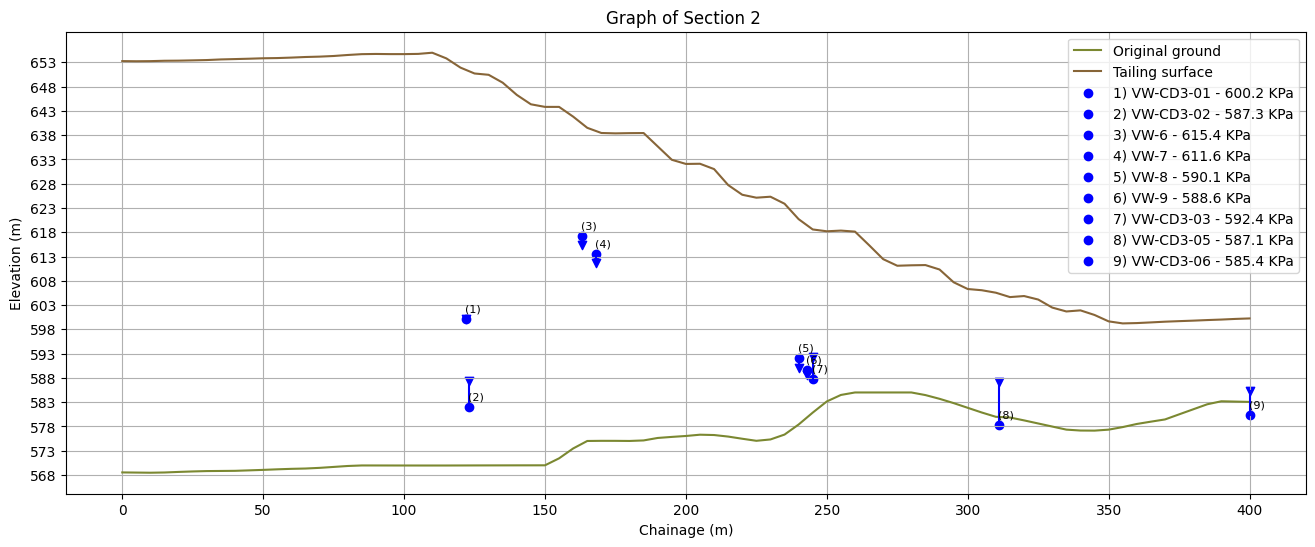 Graph of Section 2
Original ground
Tailing surface
1) VW-CD3-01 - 600.2 KPa
2) VW-CD3-02 - 587.3 KPa
3) VW-6 - 615.4 KPa
4) VW-7 - 611.6 KPa
5) VW-8 - 590.1 KPa
6) VW-9 - 588.6 KPa
7) VW-CD3-03 - 592.4 KPa
8) VW-CD3-05 - 587.1 KPa
9) VW-CD3-06 - 585.4 KPa
653
648
643
638
633
628
623
618
613
608
603
598
593
588
583
578
573
568
Elevation (m)
(3)
(4)
(1)
(5)
(6)
(7)
(2)
(8)
(9)
0 50 100 150 200 250 300 350 400
Chainage (m)